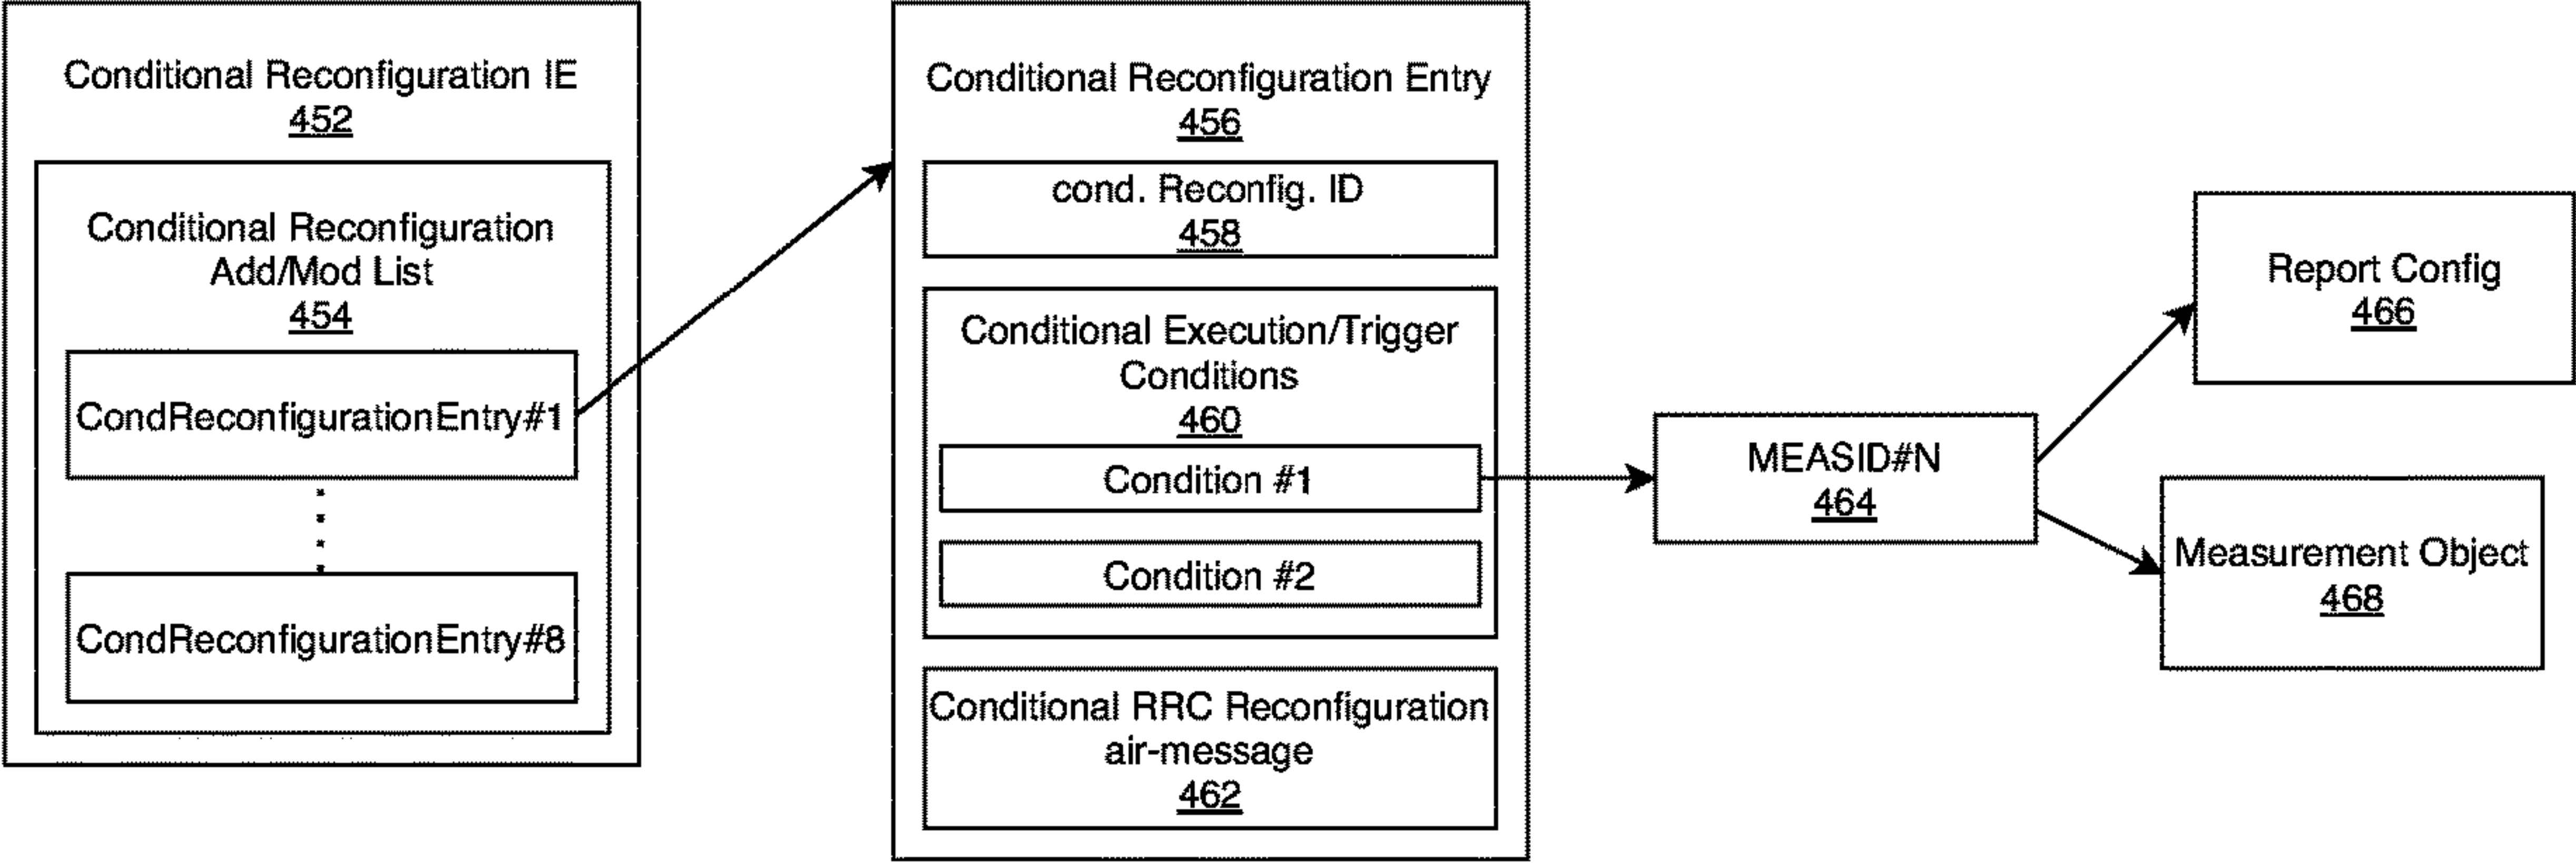 Conditional Reconfiguration IE
452
Conditional Reconfiguration
Add/Mod List
454
CondReconfigurationEntry#1
CondReconfigurationEntry#8
Conditional Reconfiguration Entry
456
cond. Reconfig. ID
458
Conditional Execution/Trigger
Conditions
460
Condition #1
Condition #2
Conditional RRC Reconfiguration
air-message
462
MEASID#N
464
Report Config
466
Measurement Object
468